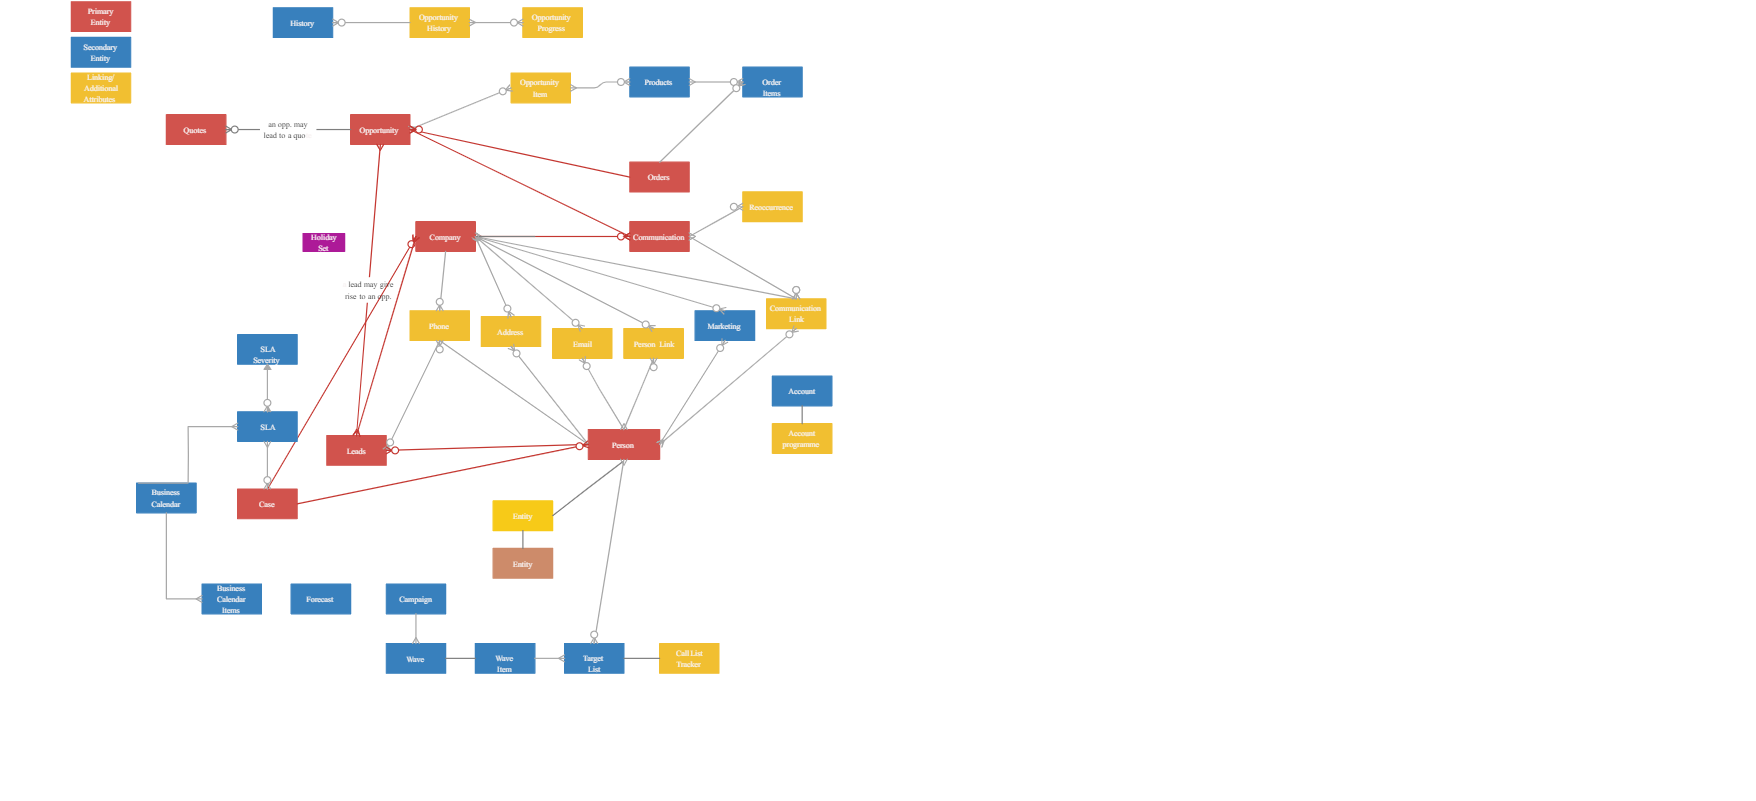 Primary
Entity
Secondary
Entity
Linking/
Additional
Attributes
History
Opportunity
History
Opportunity
Progress
Opportunity
Item
Products
Order
Items
Quotes
an opp. may
lead to a quo
Opportunity
Orders
Reoccurrence
Holiday
Set
Company
Communication
lead may give
rise to an opp.
Phone
Address
Email
Person Link
Marketing
Communication
Link
SLA
Severity
SLA
Account
Account
programme
Leads
Person
Business
Calendar
Case
Entity
Entity
Business
Calendar
Items
Forecast
Campaign
Wave
Wave
Item
Target
List
Call List
Tracker